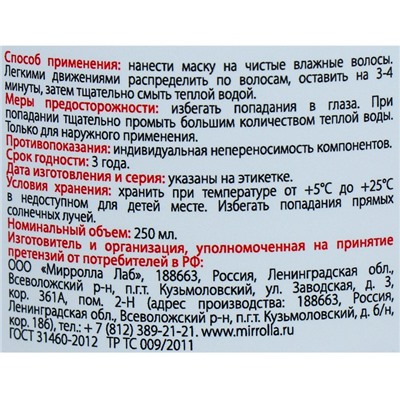 Способ применения: нанести маску на чистые влажные волосы.
Легкими движениями распределить по волосам, оставить на 3-4
минуты, затем тщательно смыть теплой водой.
Меры предосторожности: избегать попадания в глаза. При
попадании тщательно промыть большим количеством теплой воды.
Только для наружного применения.
Противопоказания: индивидуальная непереносимость компонентов.
Срок годности: 3 года.
Дата изготовления и серия: указаны на этикетке.
Условия хранения: хранить при температуре от +5°С до +25°С
в недоступном для детей месте. Избегать попадания прямых
солнечных лучей.
Номинальный объем: 250 мл.
Изготовитель и организация, уполномоченная на принятие
претензий от потребителей в РФ:
ООО «Мирролла Лаб», 188663, Россия, Ленинградская обл.,
Всеволожский р-н, п.г.т. Кузьмоловский, ул. Заводская, д. 3,
кор. 361А, пом. 2-Н (адрес производства: 188663, Россия,
Ленинградская обл., Всеволожский р-н, п.г.т. Кузьмоловский, д. б/н,
кор. 186), тел.: + 7 (812) 389-21-21. www.mirrolla.ru
ГОСТ 31460-2012 ТР ТС 009/2011